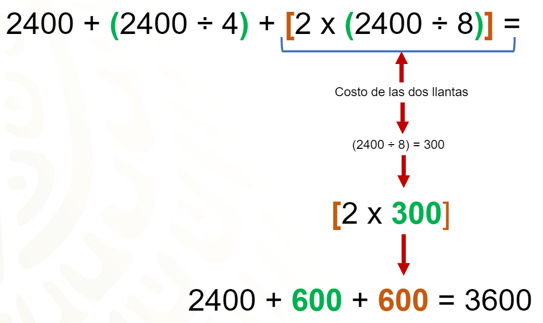 2400 + (2400 ÷ 4) + [2 x (2400 ÷ 8)] =
Costo de las dos llantas
(2400 ÷ 8) = 300
[2 x 300]
2400 + 600 + 600 = 3600